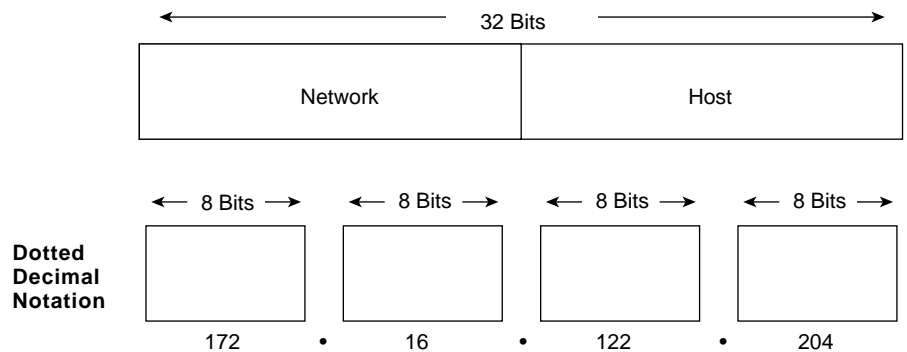 32 Bits
Network Host
8 Bits 8 Bits 8 Bits 8 Bits
Dotted
Decimal
Notation
172 • 16 • 122 • 204